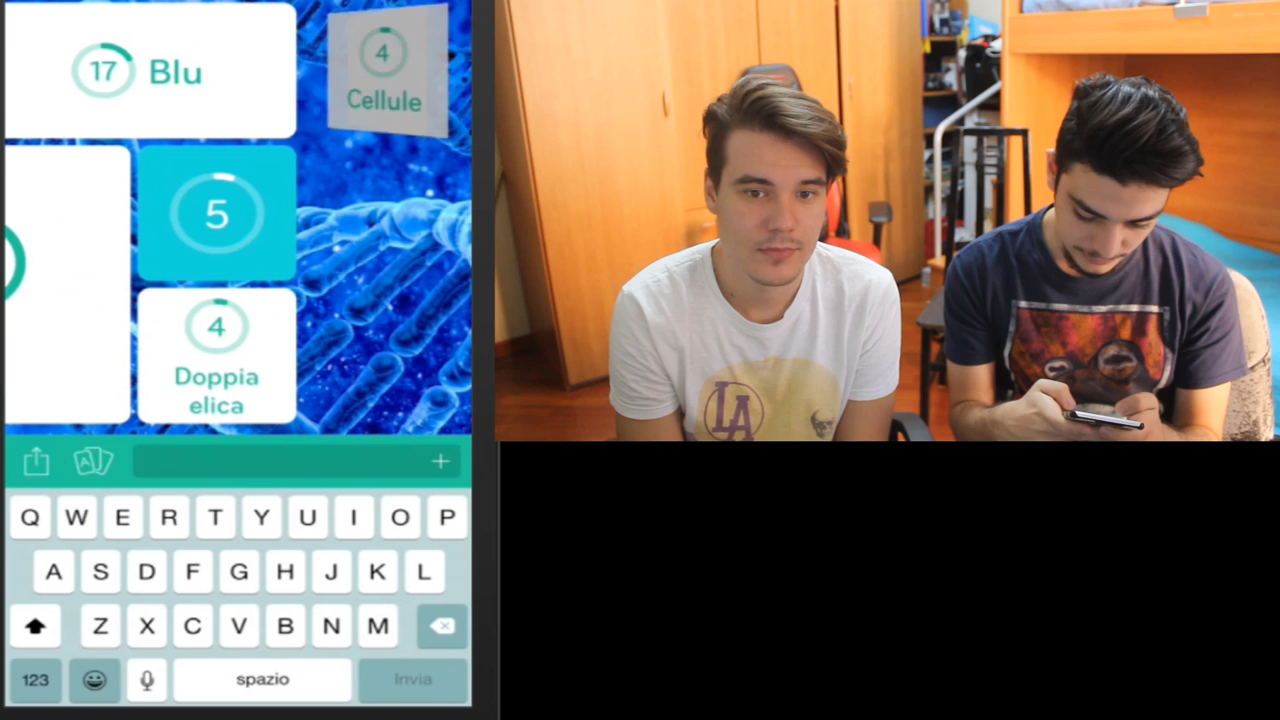 17 Blu
4
Cellule
5
4
Doppia
elica
A
Q W E R T Y U I O P
A S D F G H J K L
Z X C V B N M
123 spazio Invia
LA